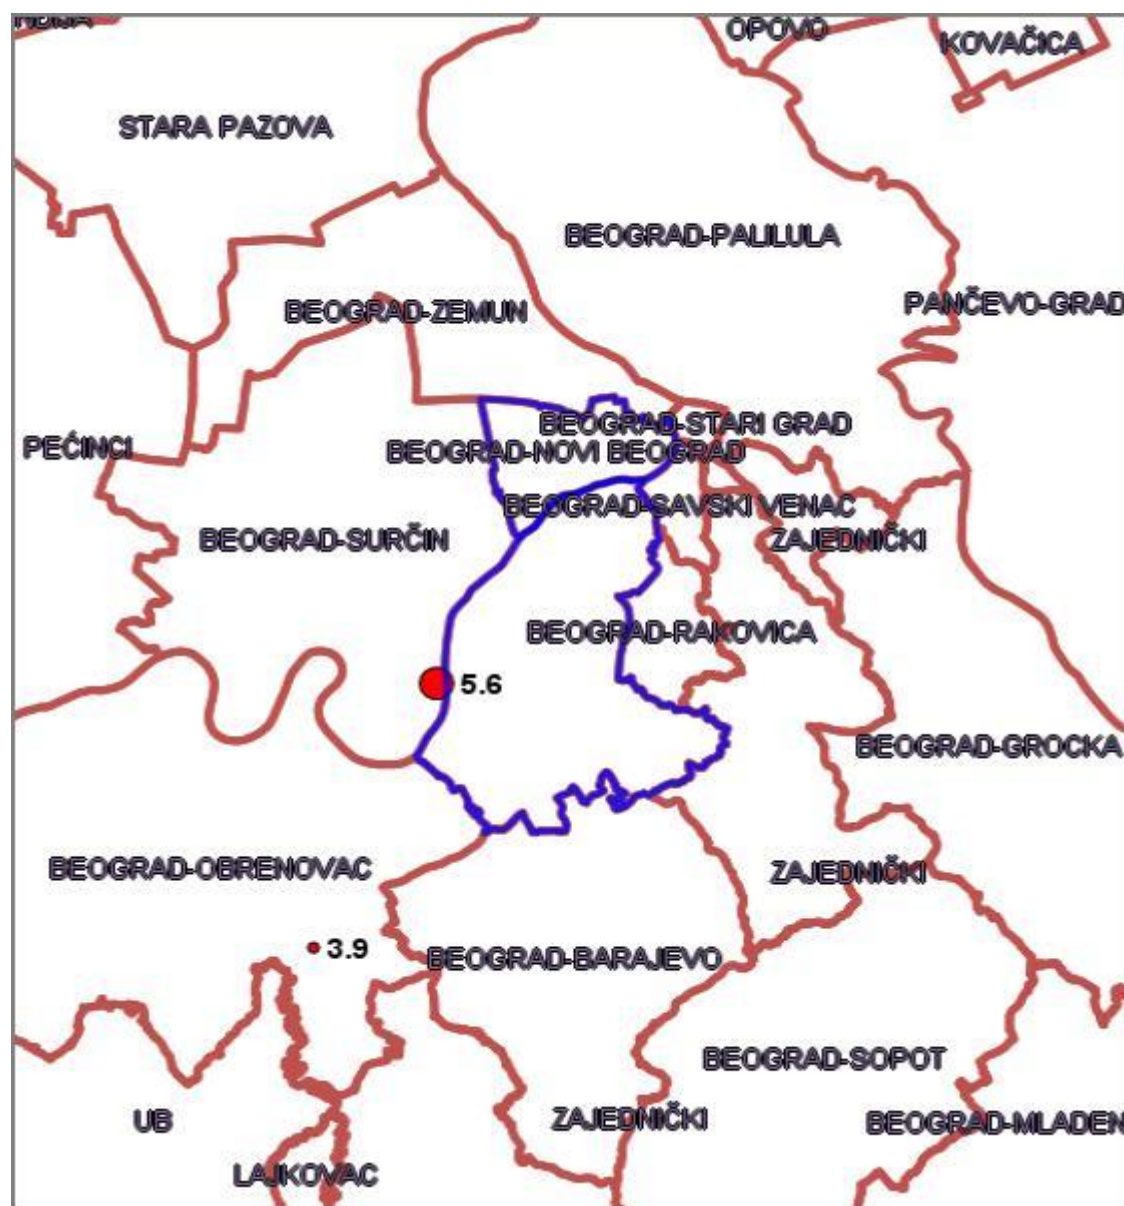 OPOVO
KOVAČICA
STARA PAZOVA
BEOGRAD-PALILULA
PANČEVO-GRAD
BEOGRAD-ZEMUN
BEOGRAD-STARI GRAD
PEĆINCI
BEOGRAD-NOVI BEOGRAD
BEOGRAD-SAVSKI VENAC
BEOGRAD-SURČIN
ZAJEDNIČKI
BEOGRAD-RAKOVICA
5.6
BEOGRAD-GROCKA
BEOGRAD-OBRENOVAC
ZAJEDNIČKI
3.9
BEOGRAD-BARAJEVO
BEOGRAD-SOPOT
UB
ZAJEDNIČKI
BEOGRAD-MLADEN
LAJKOVAC